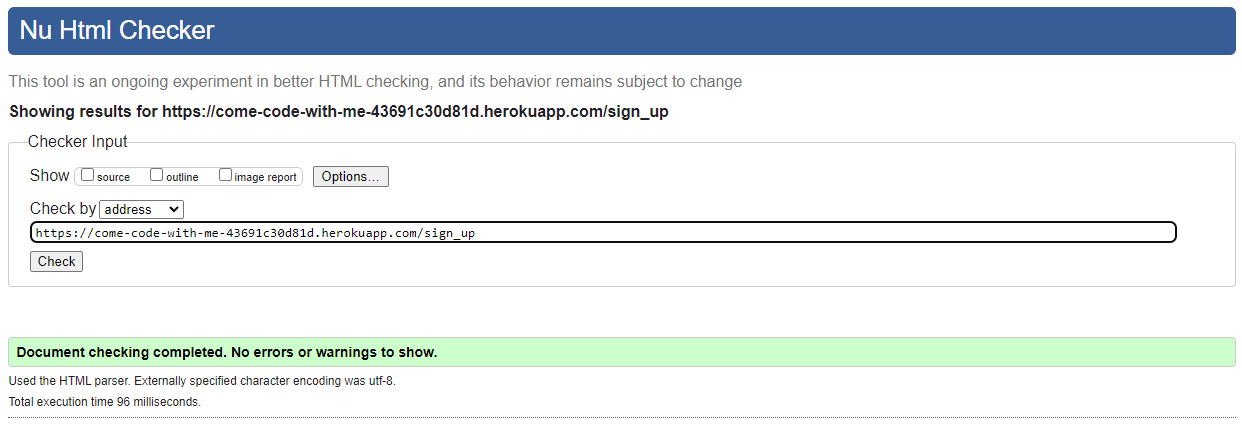 Nu Html Checker
This tool is an ongoing experiment in better HTML checking, and its behavior remains subject to change
Showing results for https://come-code-with-me-43691c30d81d.herokuapp.com/sign_up
Checker Input
Show source outline image report Options...
Check by address
https://come-code-with-me-43691c30d81d.herokuapp.com/sign_up
Check
Document checking completed. No errors or warnings to show.
Used the HTML parser. Externally specified character encoding was utf-8.
Total execution time 96 milliseconds.